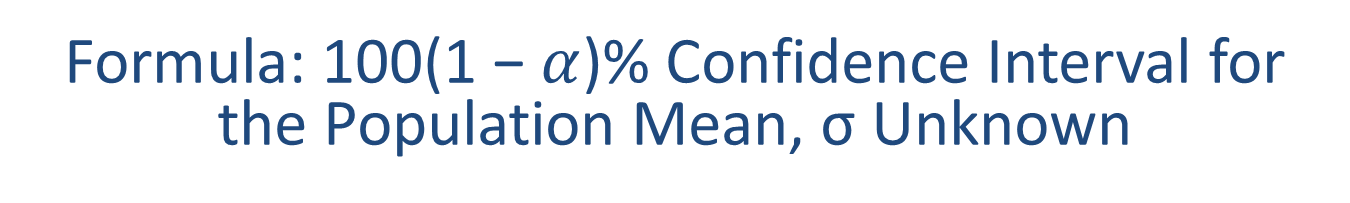 Formula: 100(1 − 𝛼)% Confidence Interval for
the Population Mean, σ Unknown